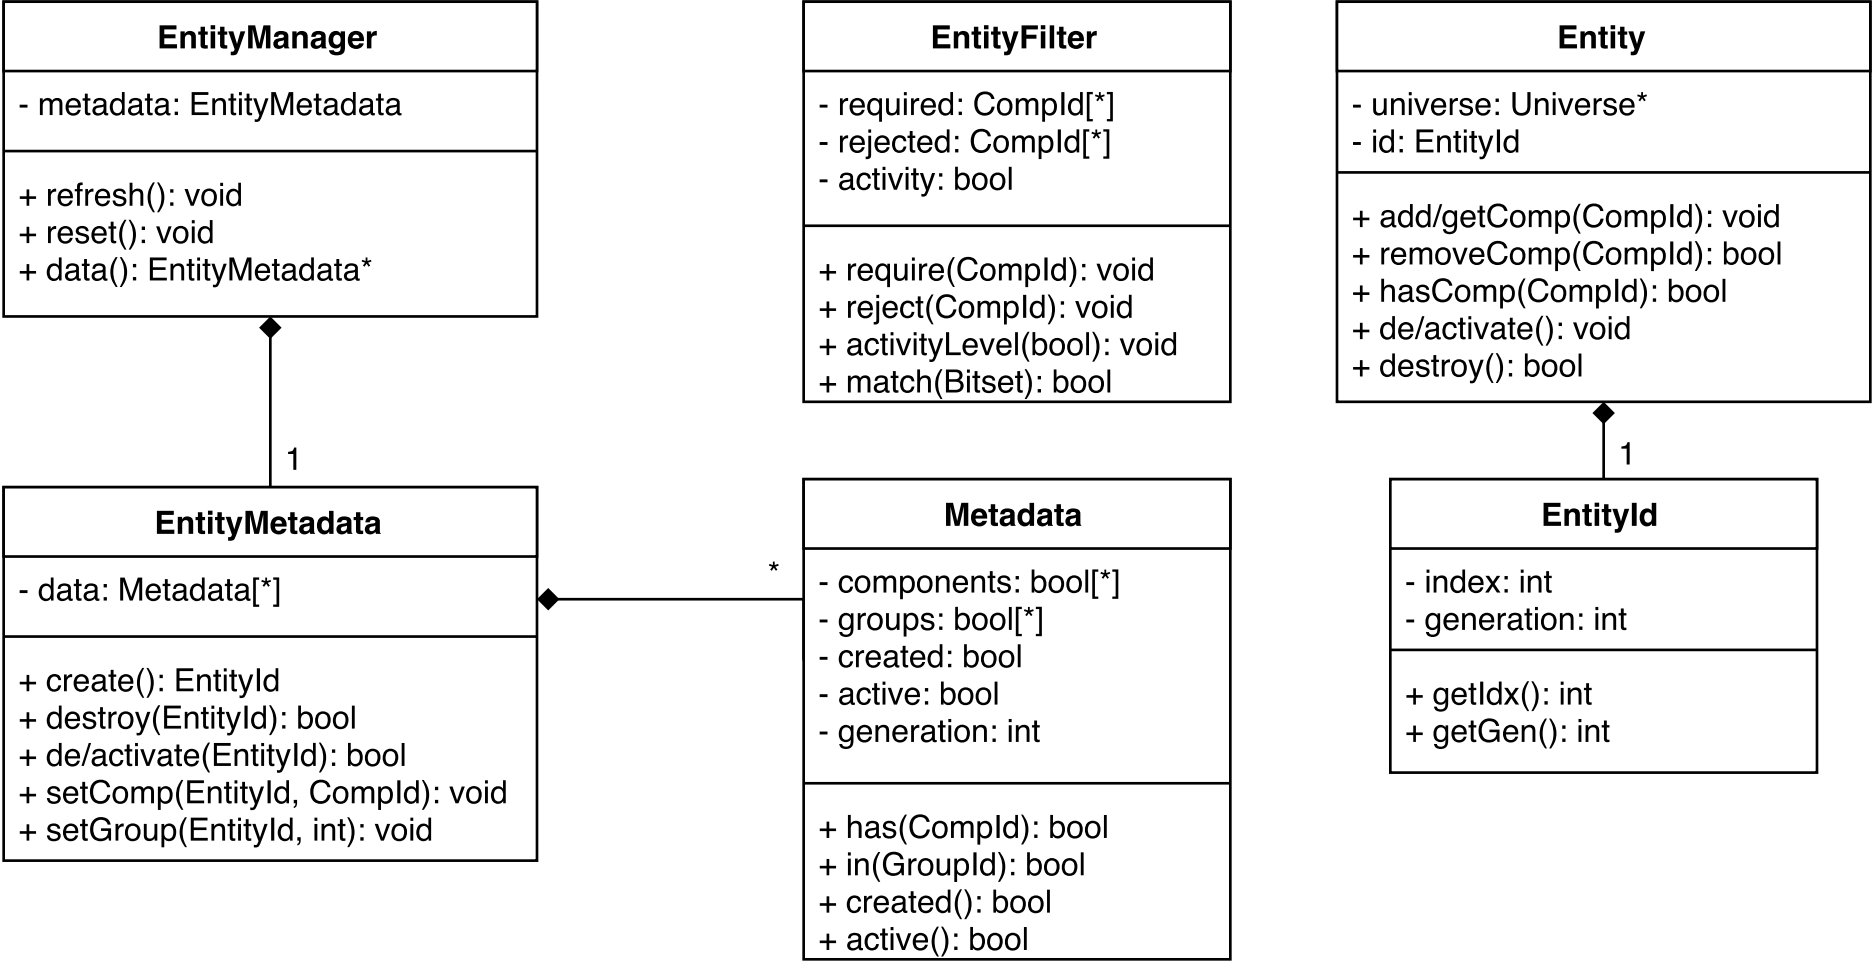 EntityManager
- metadata: EntityMetadata
+ refresh(): void
+ reset(): void
+ data(): EntityMetadata*
1
EntityFilter
- required: CompId[*]
- rejected: CompId[*]
- activity: bool
+ require(CompId): void
+ reject(CompId): void
+ activityLevel(bool): void
+ match(Bitset): bool
Entity
- universe: Universe*
- id: EntityId
+ add/getComp(CompId): void
+ removeComp(CompId): bool
+ hasComp(CompId): bool
+ de/activate(): void
+ destroy(): bool
1
EntityMetadata
- data: Metadata[*]
+ create(): EntityId
+ destroy(EntityId): bool
+ de/activate(EntityId): bool
+ setComp(EntityId, CompId): void
+ setGroup(EntityId, int): void
*
Metadata
- components: bool[*]
- groups: bool[*]
- created: bool
- active: bool
- generation: int
+ has(CompId): bool
+ in(GroupId): bool
+ created(): bool
+ active(): bool
EntityId
- index: int
- generation: int
+ getIdx(): int
+ getGen(): int